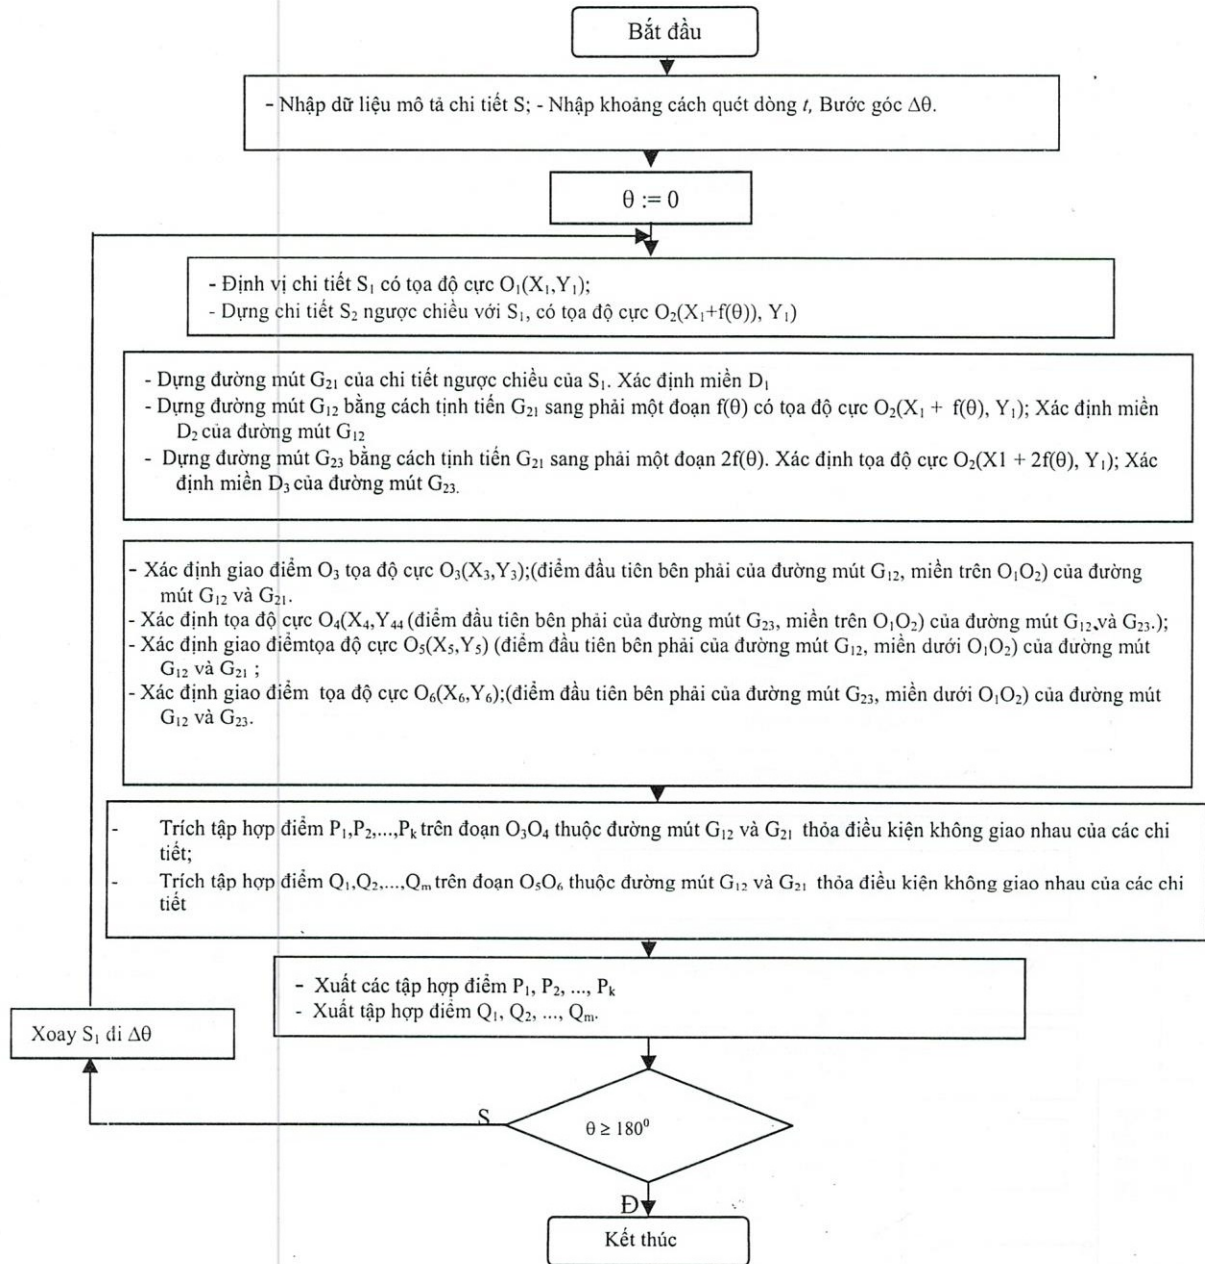 Bắt đầu
- Nhập dữ liệu mô tả chi tiết S; - Nhập khoảng cách quét dòng t, Bước góc Δθ.
θ := 0
- Định vị chi tiết S₁ có tọa độ cực O₁(X₁,Y₁);
- Dựng chi tiết S₂ ngược chiều với S₁, có tọa độ cực O₂(X₁+f(θ)), Y₁)
- Dựng đường mút G₂₁ của chi tiết ngược chiều của S₁. Xác định miền D₁
- Dựng đường mút G₁₂ bằng cách tịnh tiến G₂₁ sang phải một đoạn f(θ) có tọa độ cực O₂(X₁ + f(θ), Y₁); Xác định miền
D₂ của đường mút G₁₂
- Dựng đường mút G₂₃ bằng cách tịnh tiến G₂₁ sang phải một đoạn 2f(θ). Xác định tọa độ cực O₂(X1 + 2f(θ), Y₁); Xác
định miền D₃ của đường mút G₂₃.
- Xác định giao điểm O₃ tọa độ cực O₃(X₃,Y₃);(điểm đầu tiên bên phải của đường mút G₁₂, miền trên O₁O₂) của đường
mút G₁₂ và G₂₁.
- Xác định tọa độ cực O₄(X₄,Y₄₄ (điểm đầu tiên bên phải của đường mút G₂₃, miền trên O₁O₂) của đường mút G₁₂ và G₂₃.);
- Xác định giao điểmtọa độ cực O₅(X₅,Y₅) (điểm đầu tiên bên phải của đường mút G₁₂, miền dưới O₁O₂) của đường mút
G₁₂ và G₂₁ ;
- Xác định giao điểm tọa độ cực O₆(X₆,Y₆);(điểm đầu tiên bên phải của đường mút G₂₃, miền dưới O₁O₂) của đường mút
G₁₂ và G₂₃.
- Trích tập hợp điểm P₁,P₂,...,Pₖ trên đoạn O₃O₄ thuộc đường mút G₁₂ và G₂₁ thỏa điều kiện không giao nhau của các chi
tiết;
- Trích tập hợp điểm Q₁,Q₂,...,Qₘ trên đoạn O₅O₆ thuộc đường mút G₁₂ và G₂₁ thỏa điều kiện không giao nhau của các chi
tiết
- Xuất các tập hợp điểm P₁, P₂, ..., Pₖ
- Xuất tập hợp điểm Q₁, Q₂, ..., Qₘ.
Xoay S₁ đi Δθ
S
θ ≥ 180⁰
Đ
Kết thúc